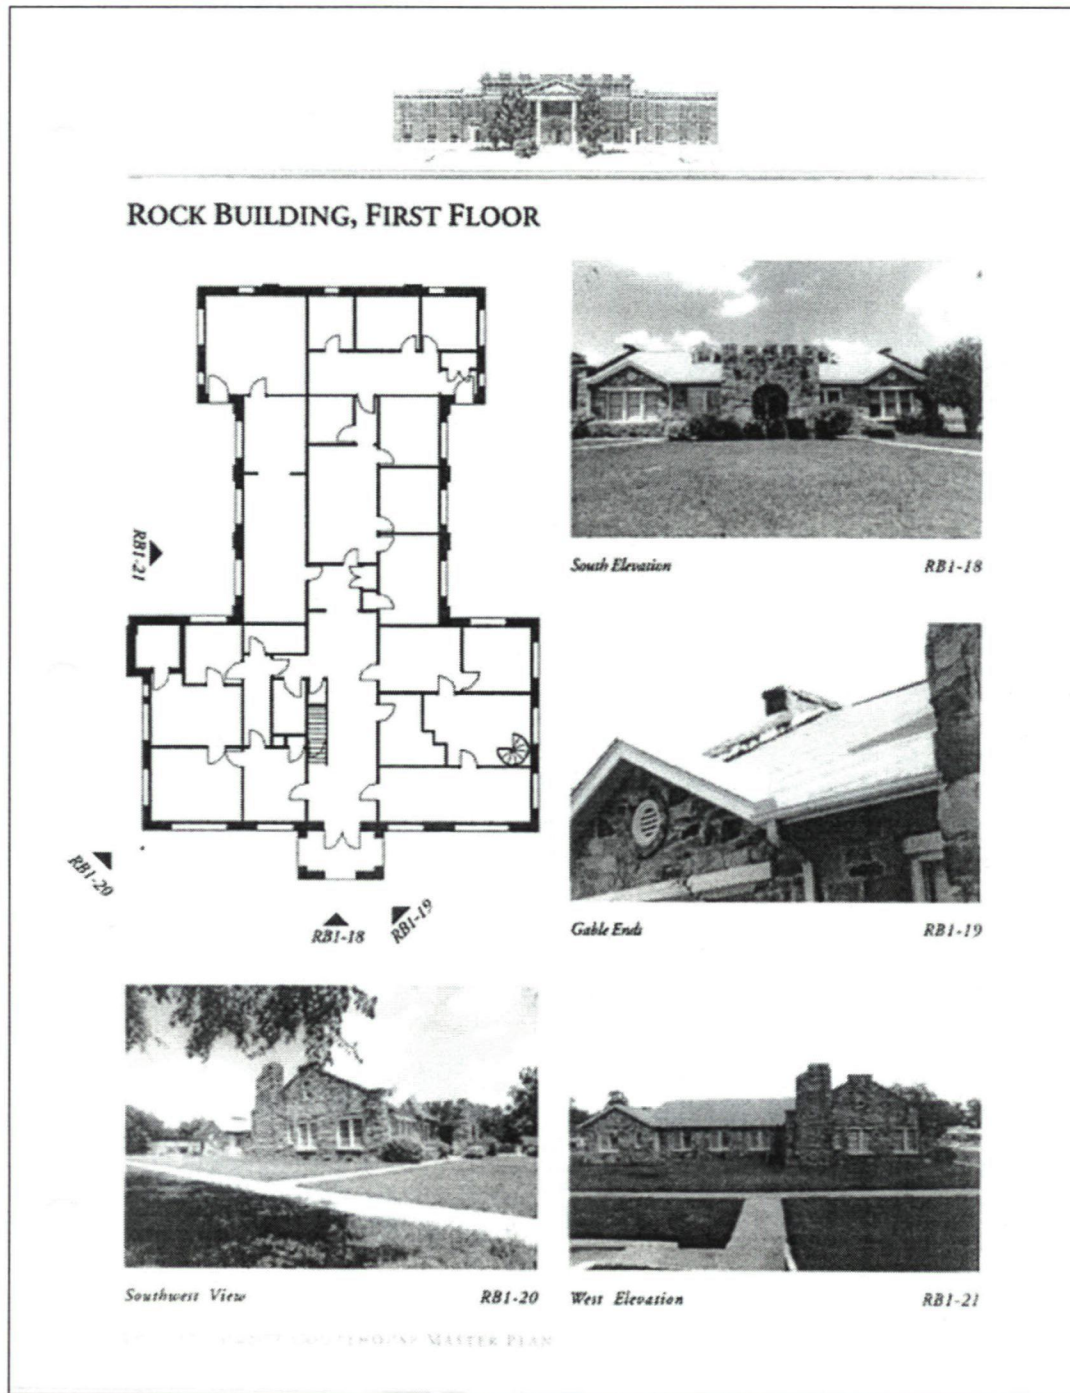 ROCK BUILDING, FIRST FLOOR
RB1-21
RB1-20
RB1-18
RB1-19
South Elevation RB1-18
Gable Ends RB1-19
Southwest View RB1-20
West Elevation RB1-21
MASTER PLAN